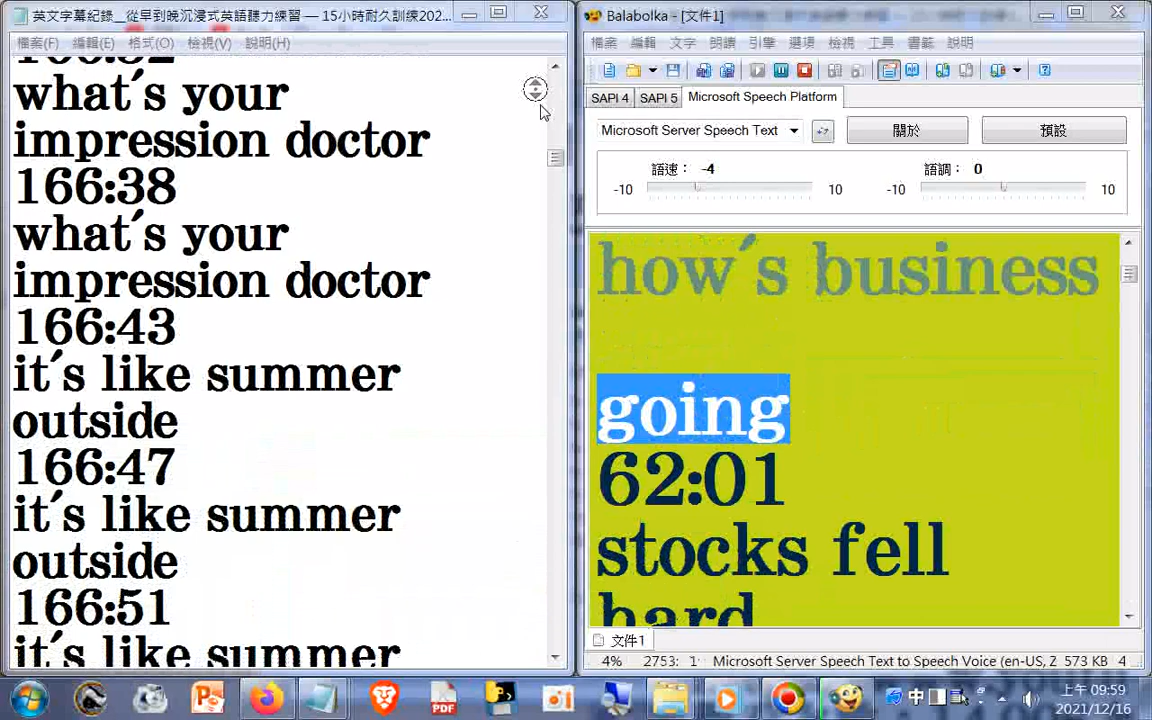 英文字幕紀錄__從早到晚沉浸式英語聽力練習 — 15小時耐久訓練202...
檔案(F) 編輯(E) 格式(O) 檢視(V) 說明(H)
what's your
impression doctor
166:38
what's your
impression doctor
166:43
it's like summer
outside
166:47
it's like summer
outside
166:51
it's like summer
Balabolka - [文件1]
檔案 編輯 文字 朗讀 引擎 選項 檢視 工具 書籤 說明
SAPI 4 SAPI 5 Microsoft Speech Platform
Microsoft Server Speech Text 關於 預設
語速： -4 語調： 0
-10 10 -10 10
how's business
going
62:01
stocks fell
hard
文件1
4% 2753: 1 Microsoft Server Speech Text to Speech Voice (en-US, 2 573 KB 4
PDF
中
上午 09:59
2021/12/16